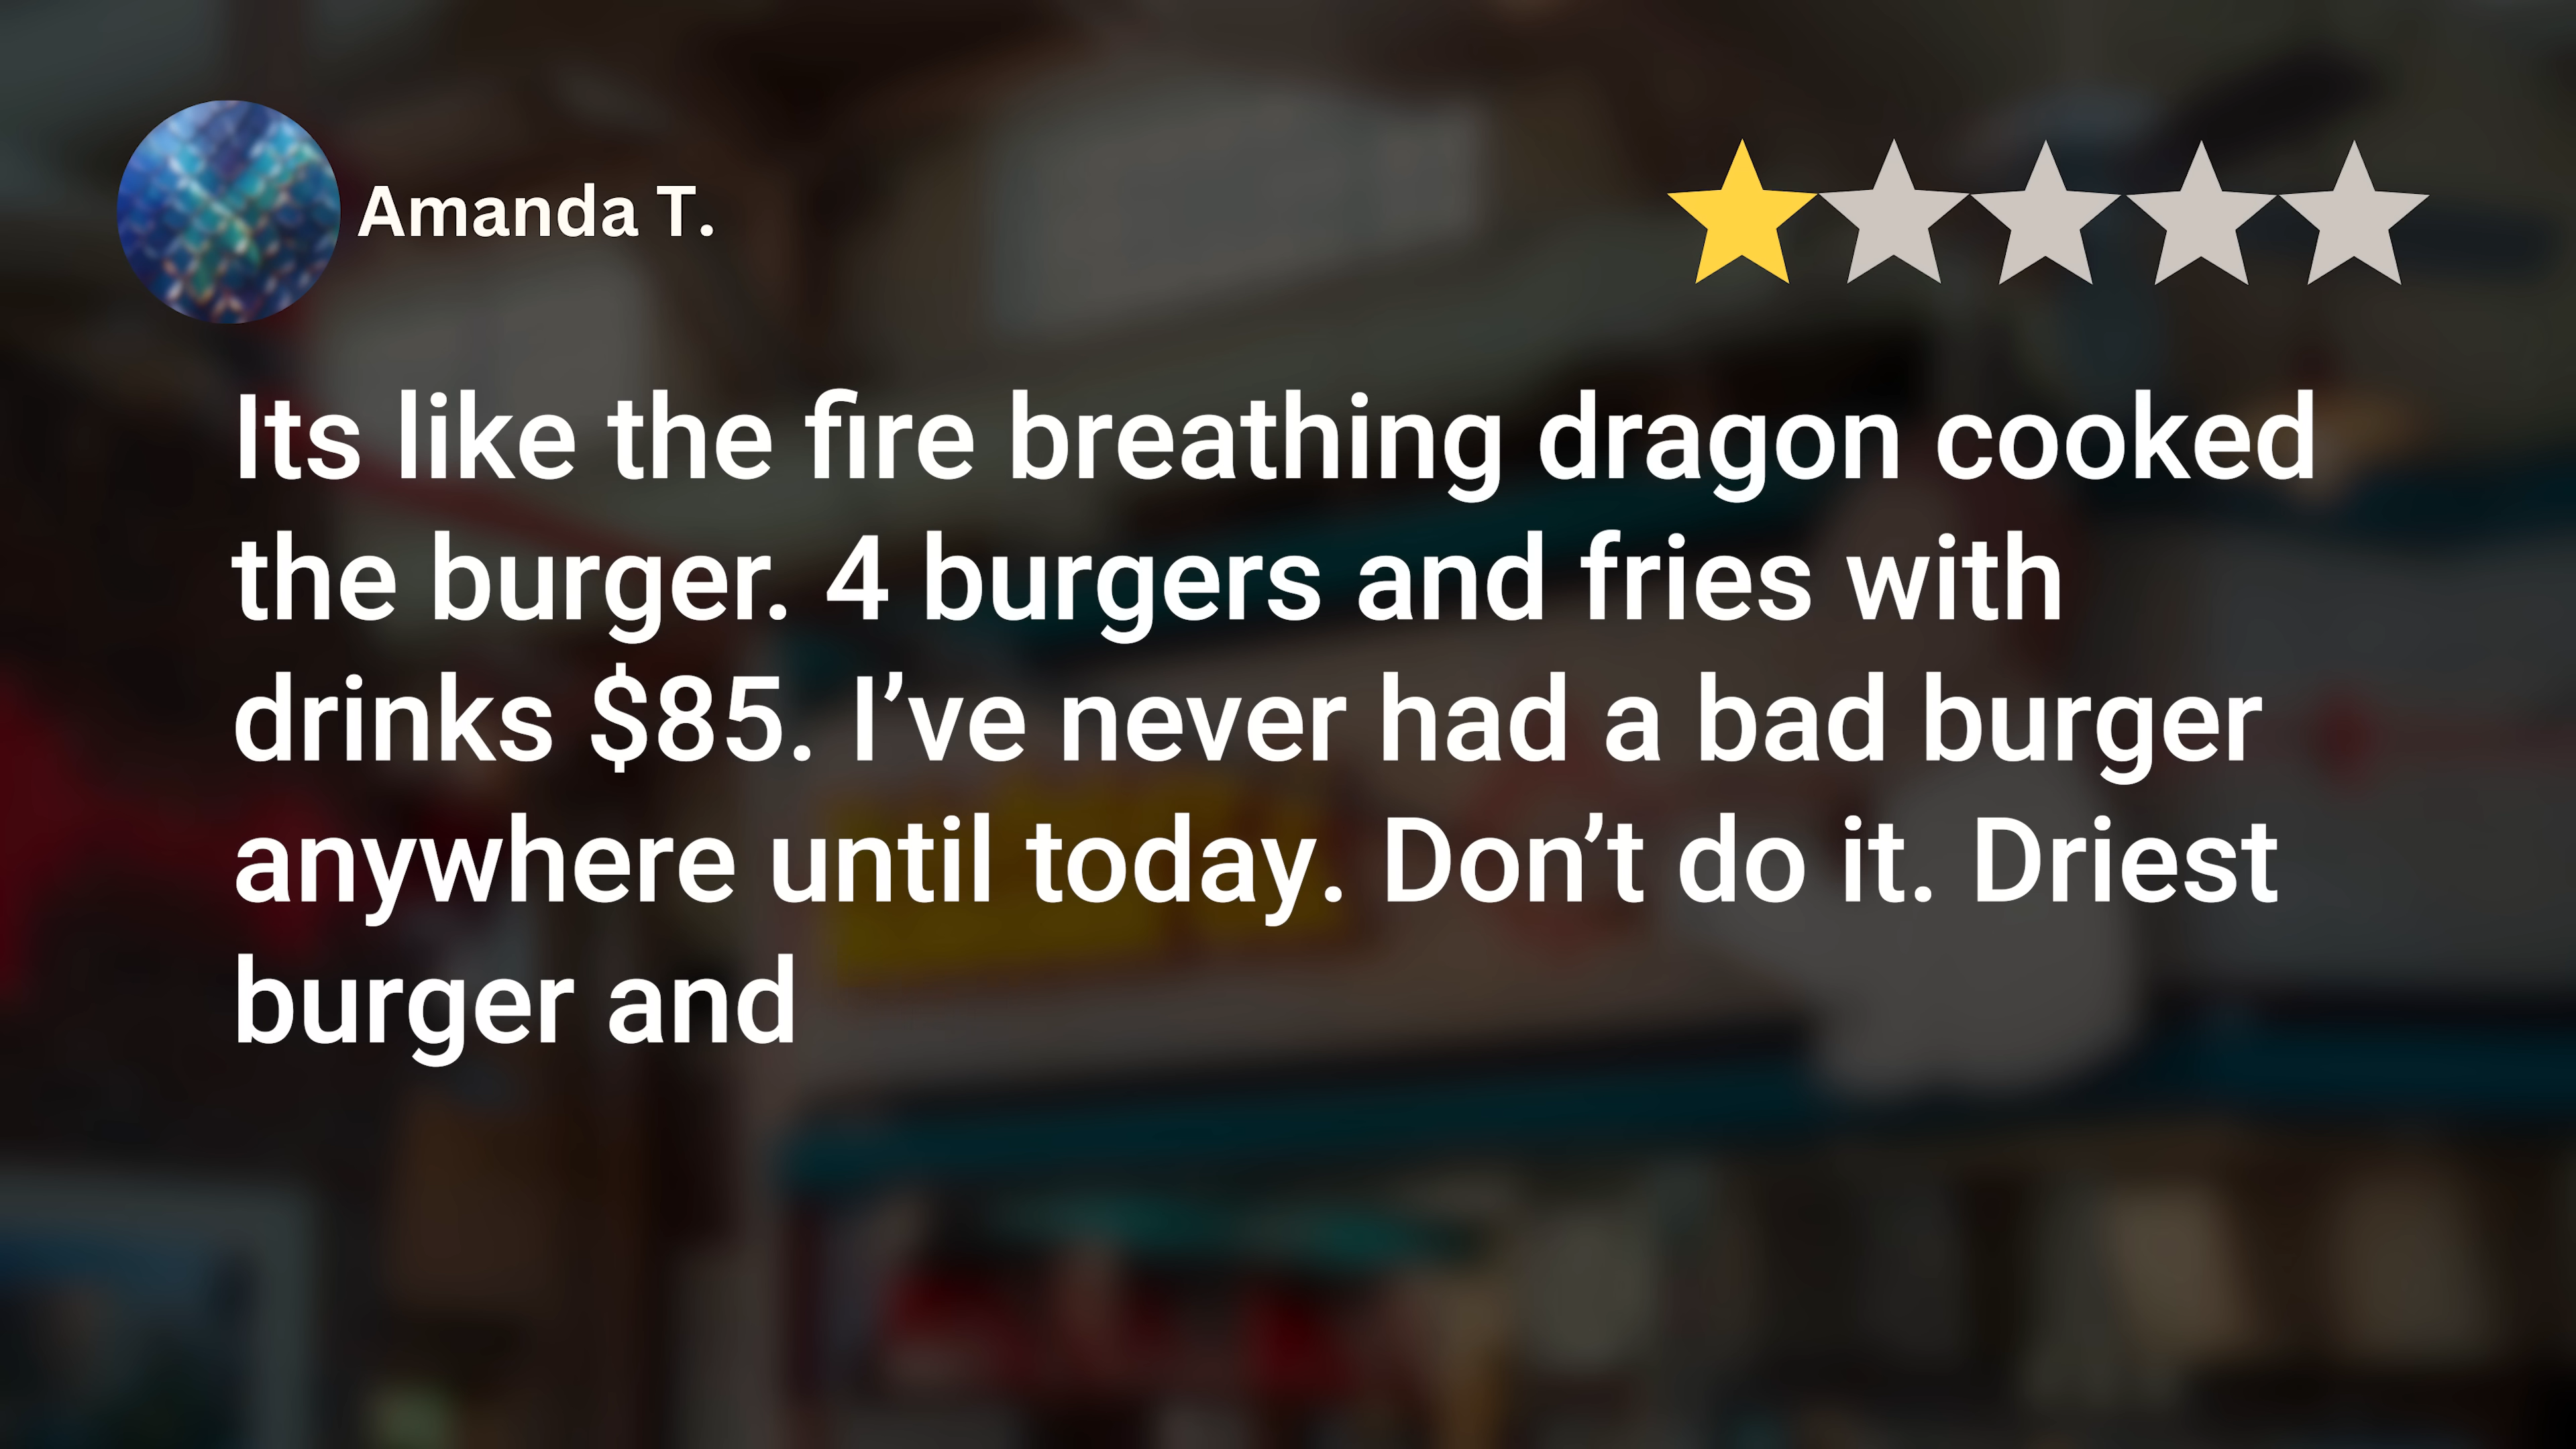 Amanda T.
Its like the fire breathing dragon cooked
the burger. 4 burgers and fries with
drinks $85. I’ve never had a bad burger
anywhere until today. Don’t do it. Driest
burger and